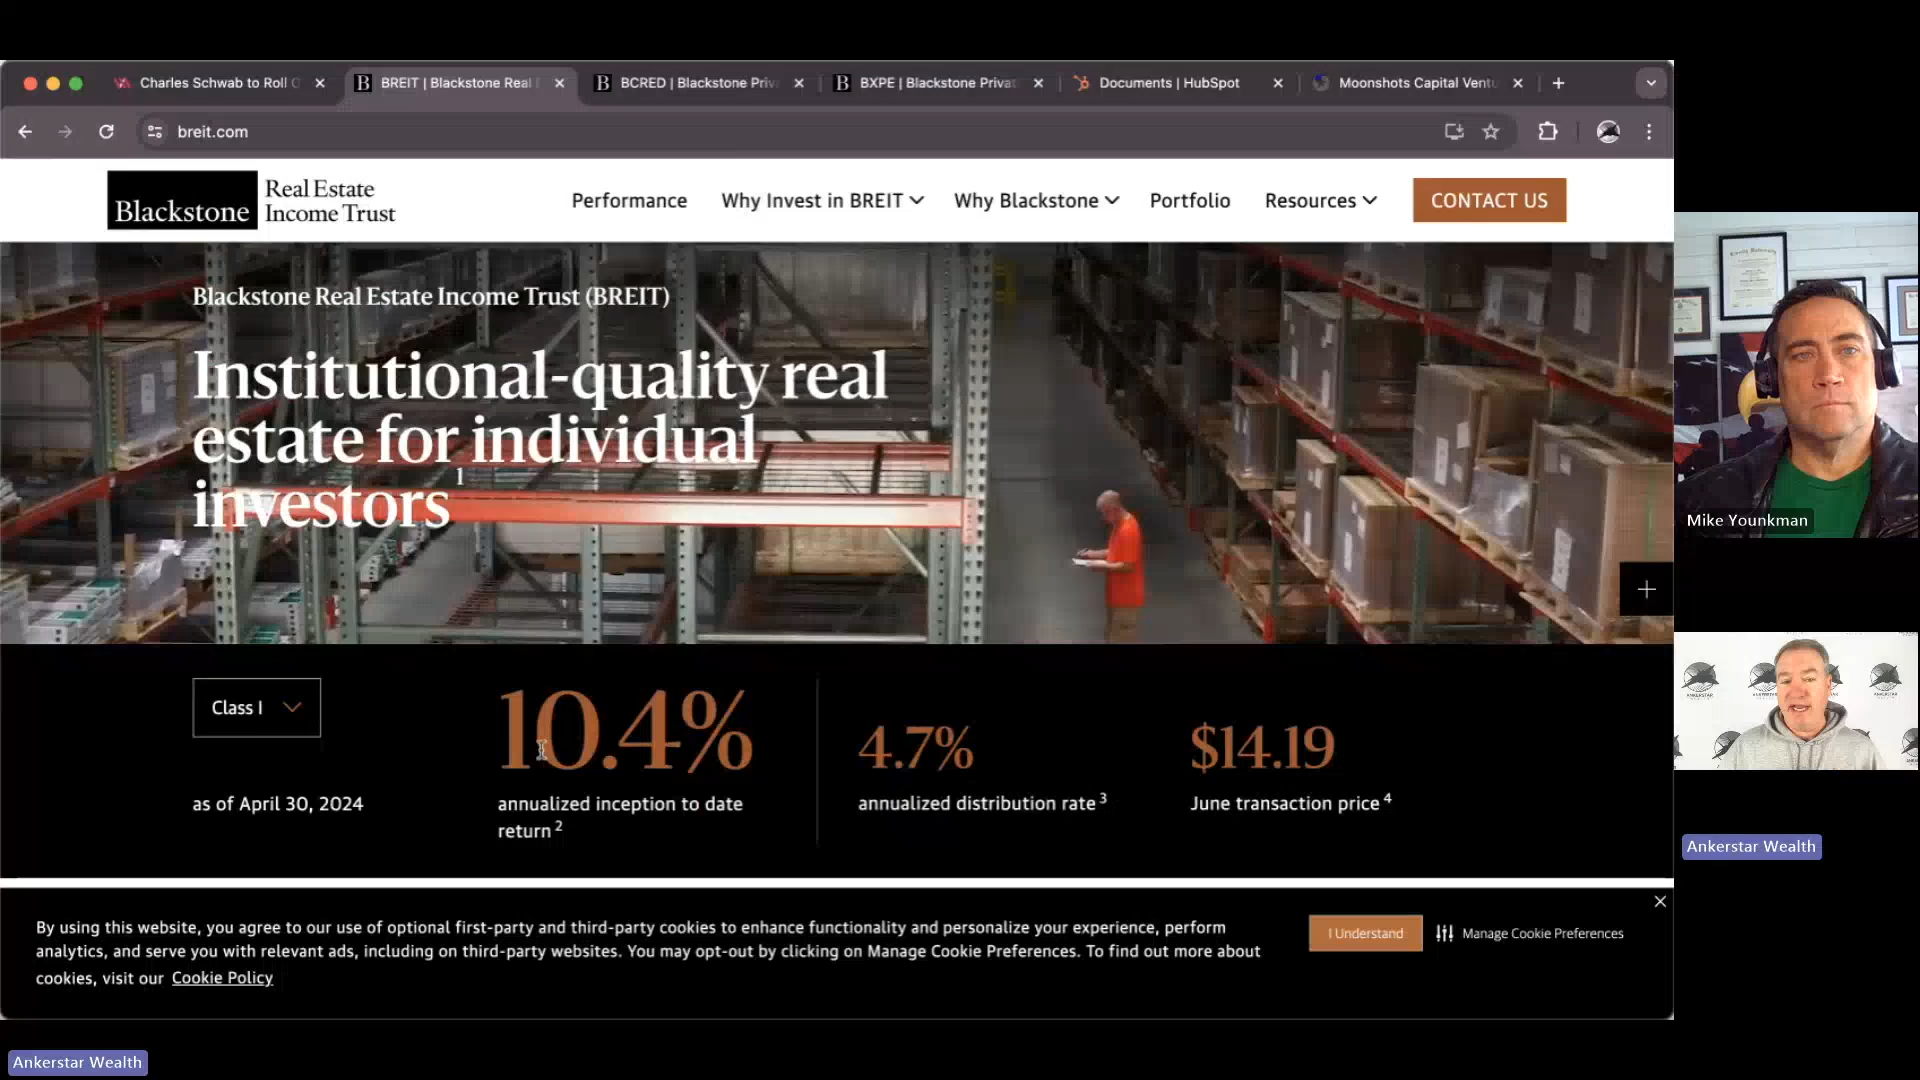 Charles Schwab to Roll
BREIT | Blackstone Real
BCRED | Blackstone Priv
BXPE | Blackstone Privat
Documents | HubSpot
Moonshots Capital Ventu
breit.com
Blackstone
Real Estate
Income Trust
Performance
Why Invest in BREIT
Why Blackstone
Portfolio
Resources
CONTACT US
Blackstone Real Estate Income Trust (BREIT)
Institutional-quality real
estate for individual
investors 1
Mike Younkman
Class I
as of April 30, 2024
10.4%
annualized inception to date
return 2
4.7%
annualized distribution rate 3
$14.19
June transaction price 4
Ankerstar Wealth
By using this website, you agree to our use of optional first-party and third-party cookies to enhance functionality and personalize your experience, perform
analytics, and serve you with relevant ads, including on third-party websites. You may opt-out by clicking on Manage Cookie Preferences. To find out more about
cookies, visit our Cookie Policy
I Understand
Manage Cookie Preferences
Ankerstar Wealth